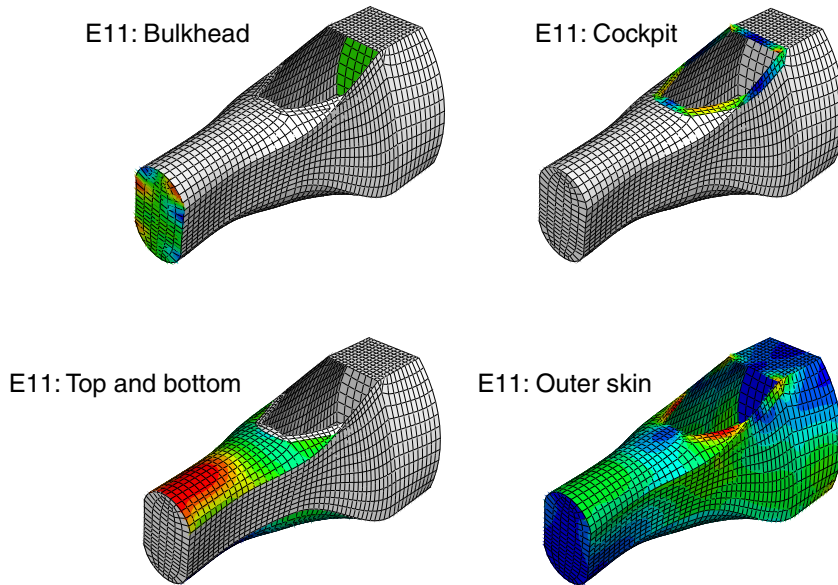 E11: Bulkhead
E11: Cockpit
E11: Top and bottom
E11: Outer skin